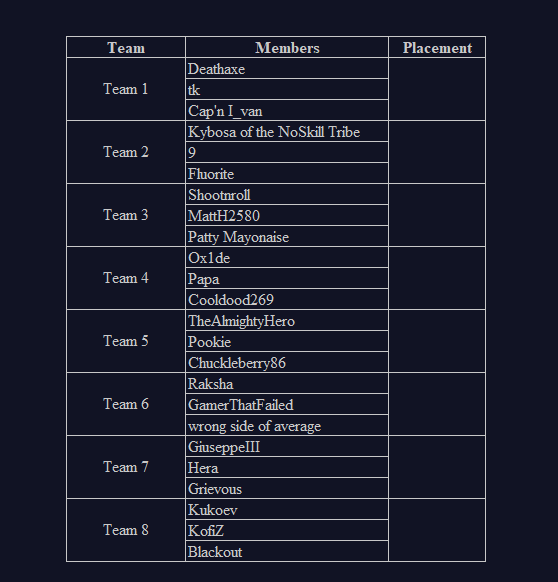 Team Members Placement
Team 1
Deathaxe
tk
Cap'n I_van
Team 2
Kybosa of the NoSkill Tribe
9
Fluorite
Team 3
Shootnroll
MattH2580
Patty Mayonaise
Team 4
Ox1de
Papa
Cooldood269
Team 5
TheAlmightyHero
Pookie
Chuckleberry86
Team 6
Raksha
GamerThatFailed
wrong side of average
Team 7
GiuseppeIII
Hera
Grievous
Team 8
Kukoev
KofiZ
Blackout